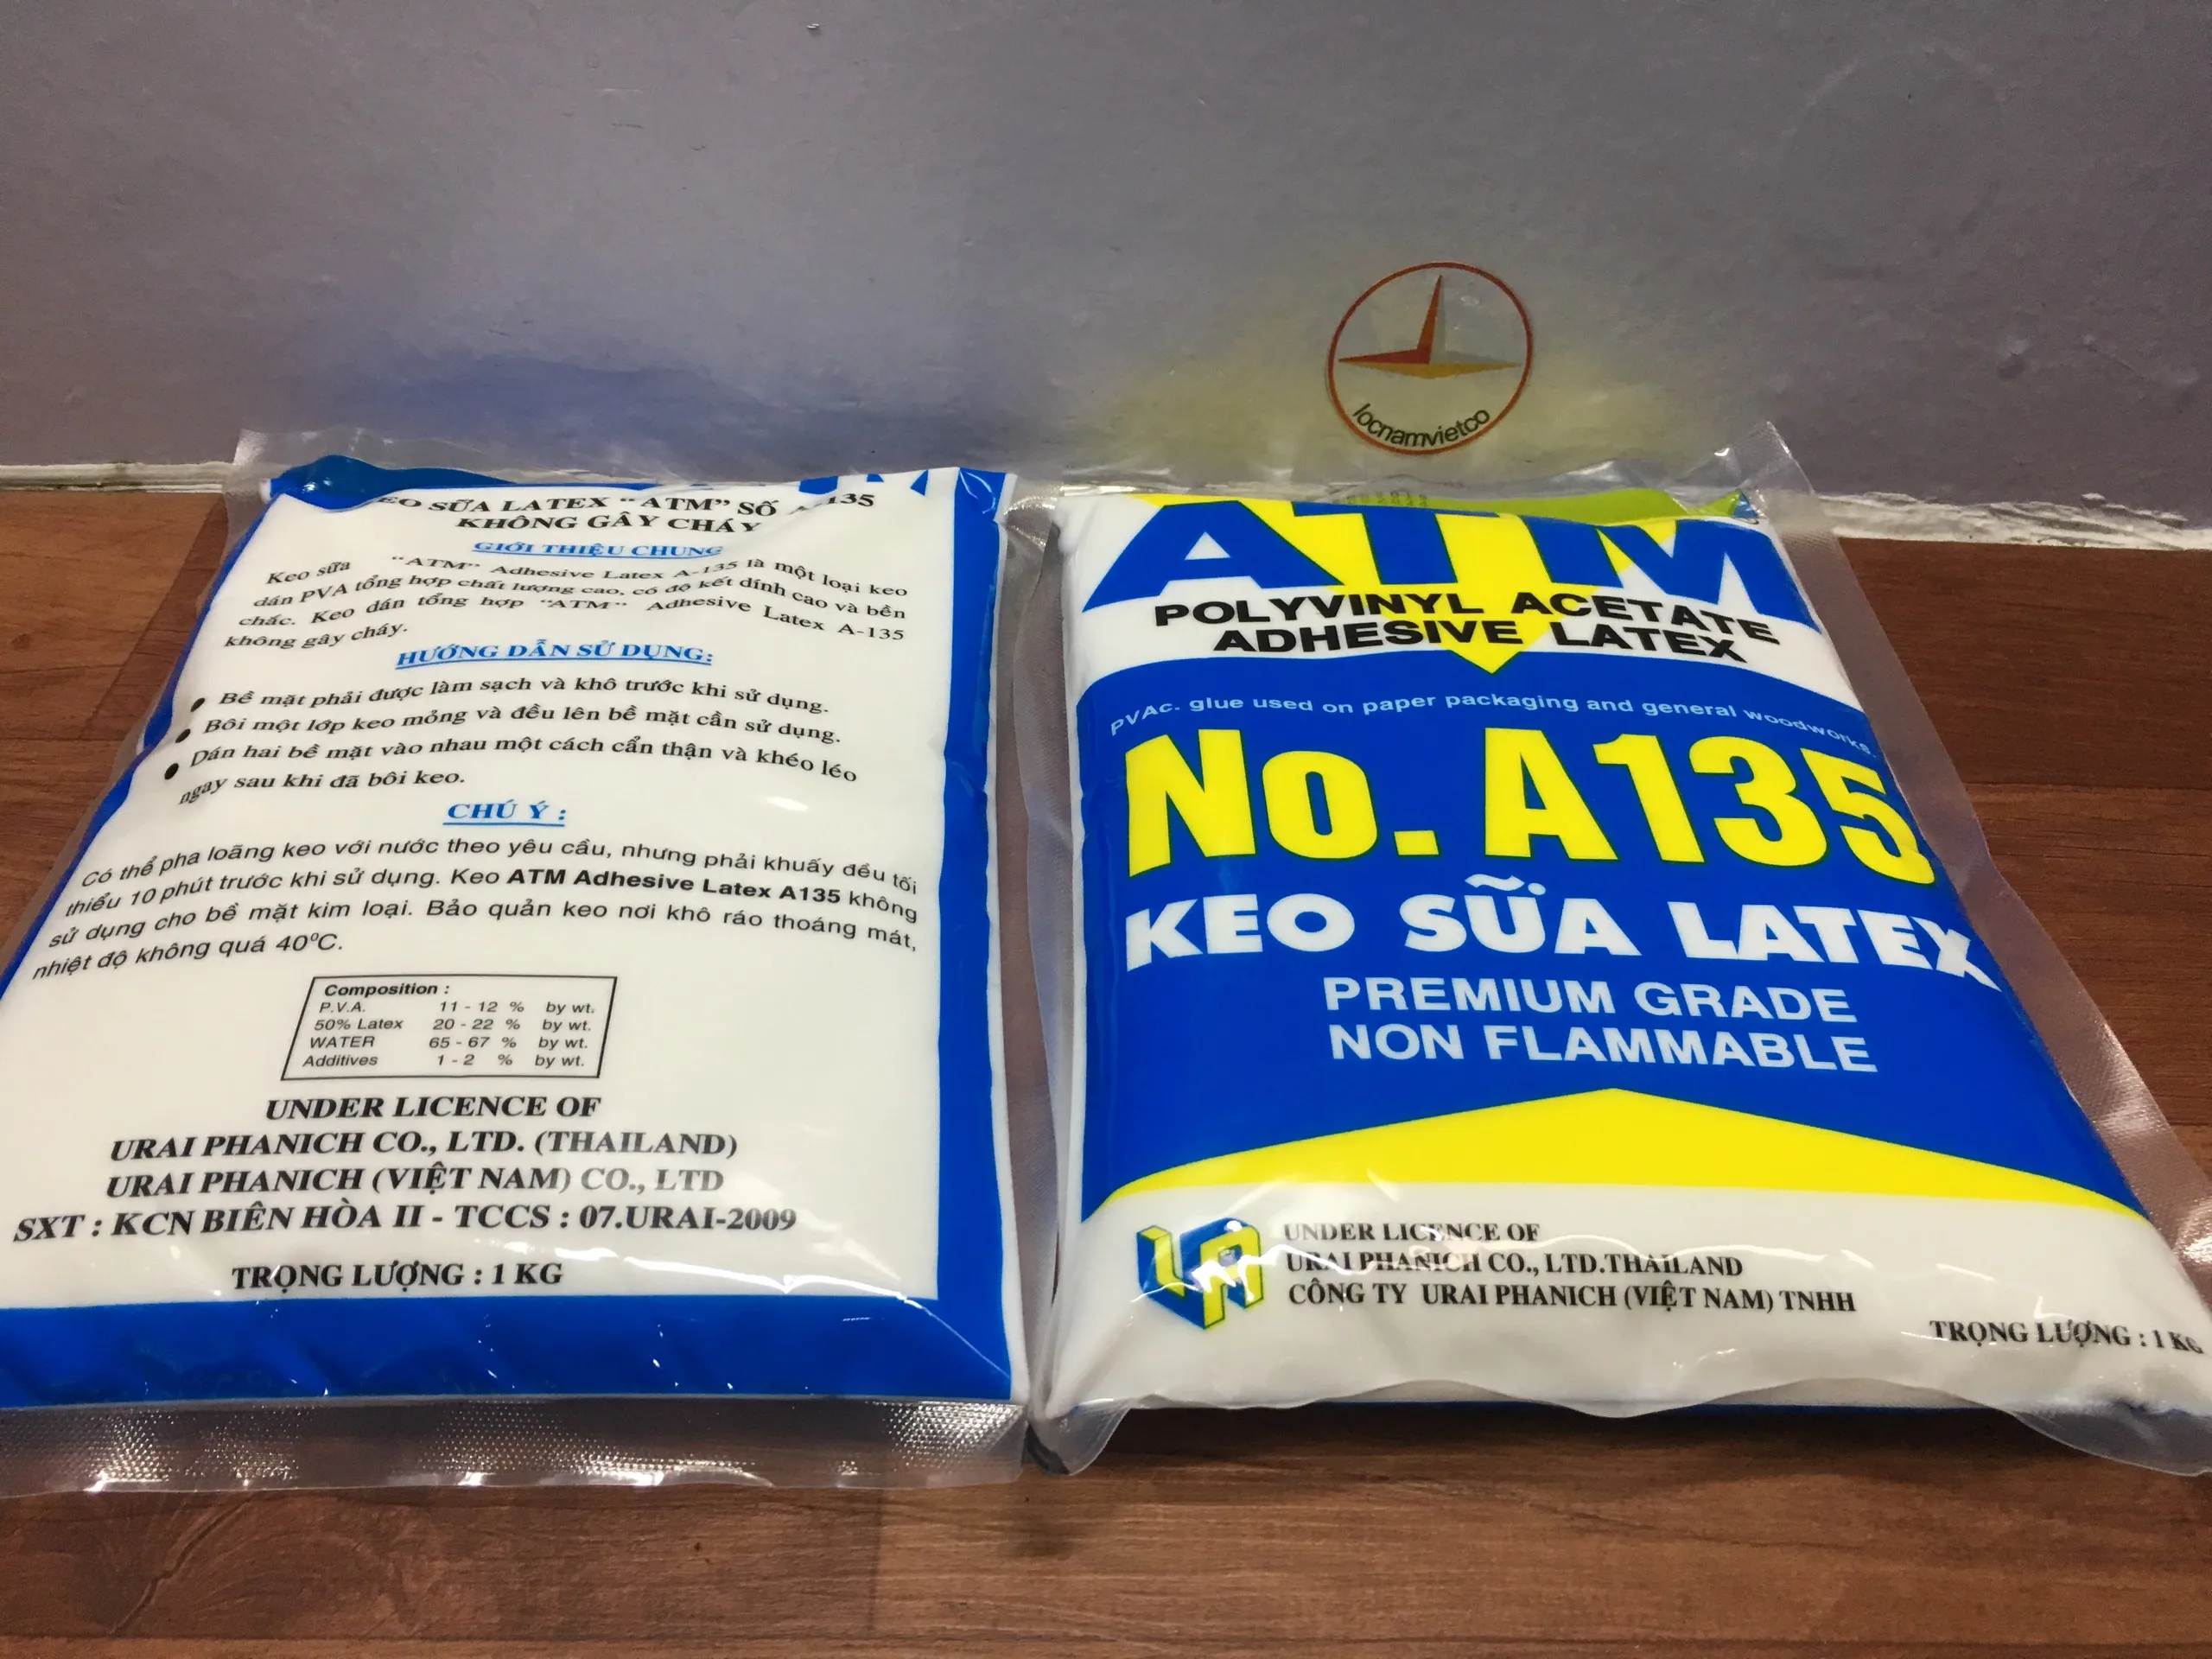 KEO SỮA LATEX “ATM” SỐ A-135
KHÔNG GÂY CHÁY
GIỚI THIỆU CHUNG
Keo sữa “ATM” Adhesive Latex A-135 là một loại keo
dán PVA tổng hợp chất lượng cao, có độ kết dính cao và bền
chắc. Keo dán tổng hợp “ATM” Adhesive Latex A-135
không gây cháy.
HƯỚNG DẪN SỬ DỤNG:
● Bề mặt phải được làm sạch và khô trước khi sử dụng.
● Bôi một lớp keo mỏng và đều lên bề mặt cần sử dụng.
● Dán hai bề mặt vào nhau một cách cẩn thận và khéo léo
ngay sau khi đã bôi keo.
CHÚ Ý :
Có thể pha loãng keo với nước theo yêu cầu, nhưng phải khuấy đều tối
thiểu 10 phút trước khi sử dụng. Keo ATM Adhesive Latex A135 không
sử dụng cho bề mặt kim loại. Bảo quản keo nơi khô ráo thoáng mát,
nhiệt độ không quá 40ºC.
Composition :
P.V.A. 11 - 12 % by wt.
50% Latex 20 - 22 % by wt.
WATER 65 - 67 % by wt.
Additives 1 - 2 % by wt.
UNDER LICENCE OF
URAI PHANICH CO., LTD. (THAILAND)
URAI PHANICH (VIỆT NAM) CO., LTD
SXT : KCN BIÊN HÒA II - TCCS : 07.URAI-2009
TRỌNG LƯỢNG : 1 KG
locnamvietco
ATM
POLYVINYL ACETATE
ADHESIVE LATEX
PVAc. glue used on paper packaging and general woodworks.
No. A135
KEO SỮA LATEX
PREMIUM GRADE
NON FLAMMABLE
UNDER LICENCE OF
URAI PHANICH CO., LTD.THAILAND
CÔNG TY URAI PHANICH (VIỆT NAM) TNHH
TRỌNG LƯỢNG : 1 KG